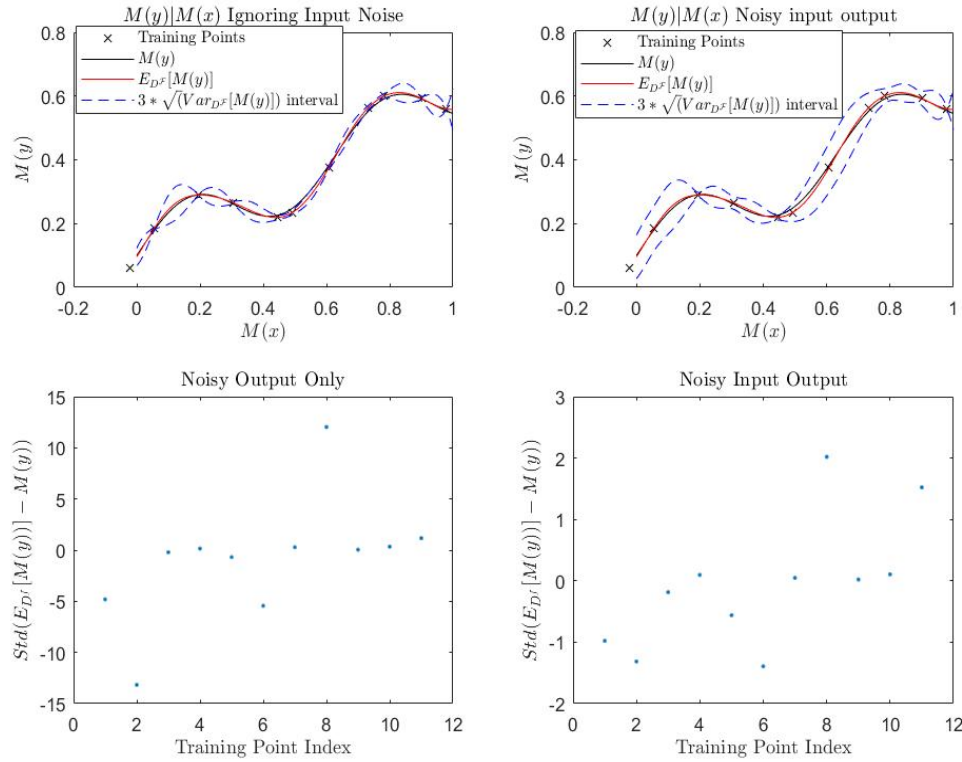 M(y)|M(x) Ignoring Input Noise
0.8
0.6
0.4
0.2
0
M(y)
Training Points
M(y)
E_{D^F}[M(y)]
3 * √(Var_{D^F}[M(y)]) interval
-0.2 0 0.2 0.4 0.6 0.8 1
M(x)
M(y)|M(x) Noisy input output
0.8
0.6
0.4
0.2
0
M(y)
Training Points
M(y)
E_{D^F}[M(y)]
3 * √(Var_{D^F}[M(y)]) interval
-0.2 0 0.2 0.4 0.6 0.8 1
M(x)
Noisy Output Only
15
10
5
0
-5
-10
-15
Std(E_{D^f}[M(y))] − M(y))
0 2 4 6 8 10 12
Training Point Index
Noisy Input Output
3
2
1
0
-1
-2
Std(E_{D^f}[M(y))] − M(y))
0 2 4 6 8 10 12
Training Point Index